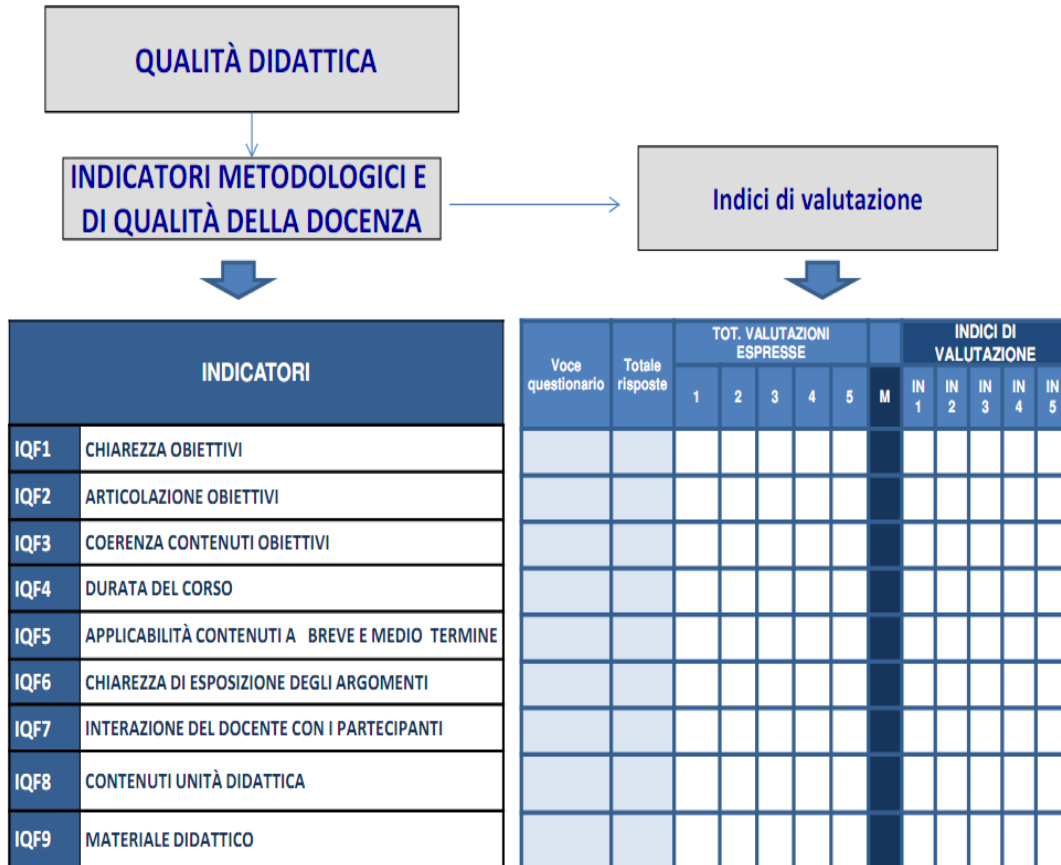 QUALITÀ DIDATTICA
INDICATORI METODOLOGICI E
DI QUALITÀ DELLA DOCENZA
Indici di valutazione
INDICATORI
IQF1 CHIAREZZA OBIETTIVI
IQF2 ARTICOLAZIONE OBIETTIVI
IQF3 COERENZA CONTENUTI OBIETTIVI
IQF4 DURATA DEL CORSO
IQF5 APPLICABILITÀ CONTENUTI A BREVE E MEDIO TERMINE
IQF6 CHIAREZZA DI ESPOSIZIONE DEGLI ARGOMENTI
IQF7 INTERAZIONE DEL DOCENTE CON I PARTECIPANTI
IQF8 CONTENUTI UNITÀ DIDATTICA
IQF9 MATERIALE DIDATTICO
Voce
questionario
Totale
risposte
TOT. VALUTAZIONI
ESPRESSE
1 2 3 4 5 M
INDICI DI
VALUTAZIONE
IN IN IN IN IN
1 2 3 4 5